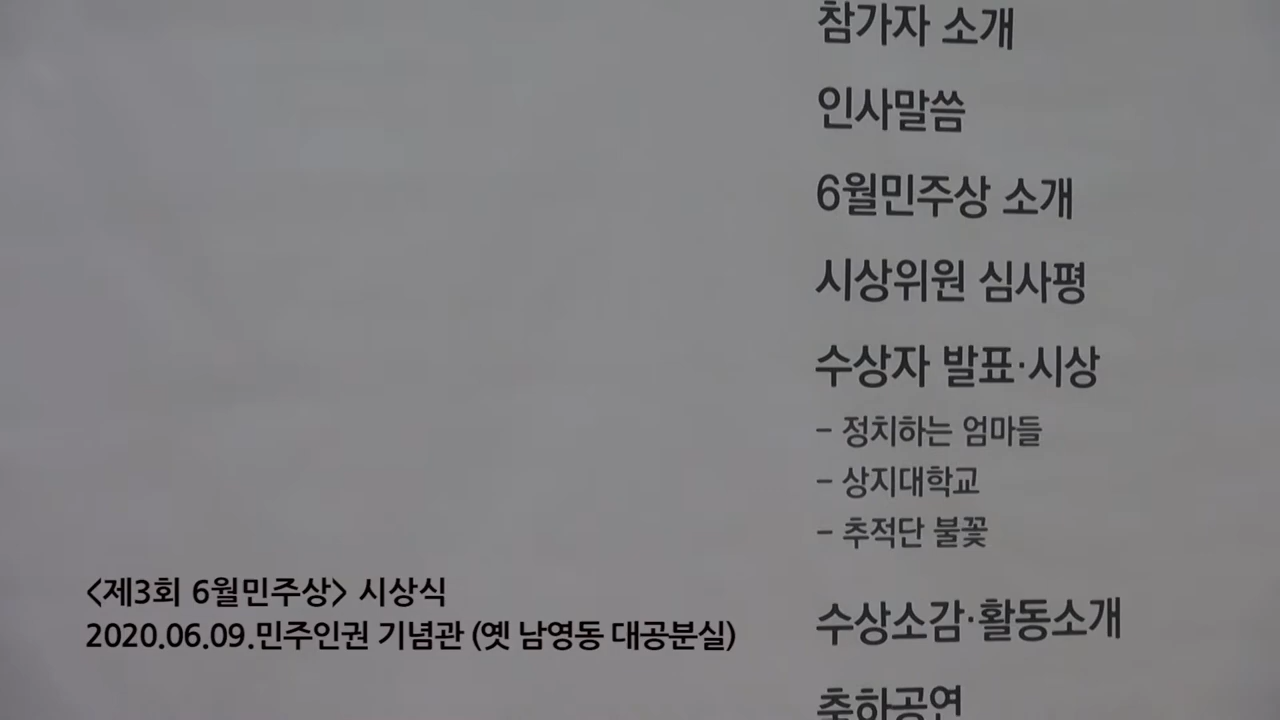 참가자 소개
인사말씀
6월민주상 소개
시상위원 심사평
수상자 발표·시상
- 정치하는 엄마들
- 상지대학교
- 추적단 불꽃
수상소감·활동소개
축하공연
<제3회 6월민주상> 시상식
2020.06.09.민주인권 기념관 (옛 남영동 대공분실)